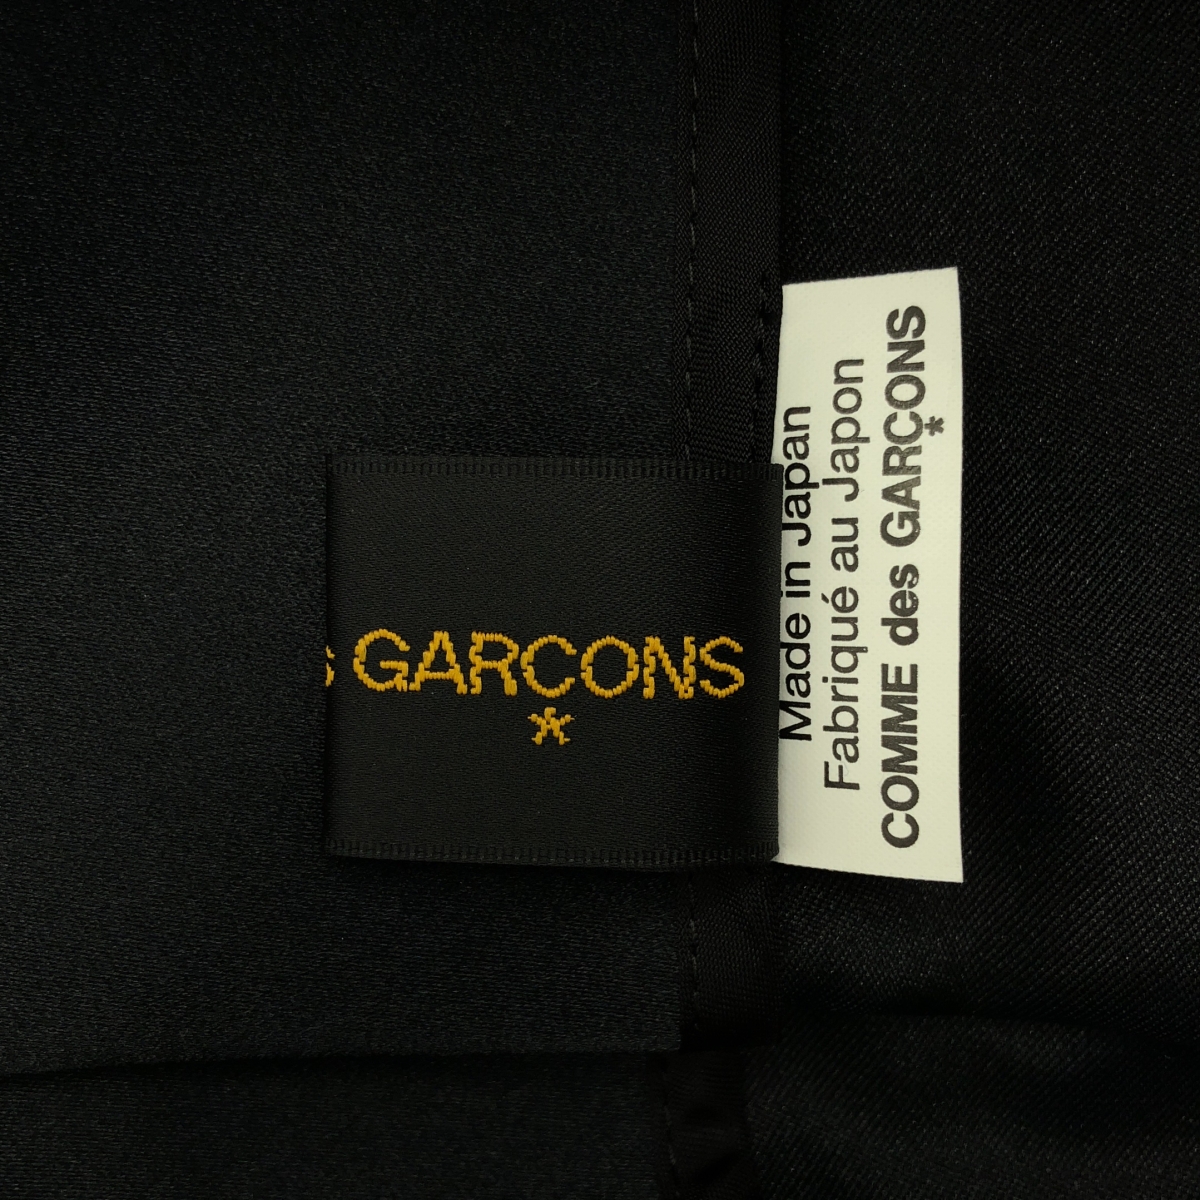 S GARCONS
*
Made in Japan
Fabriqué au Japon
COMME des GARÇONS
*